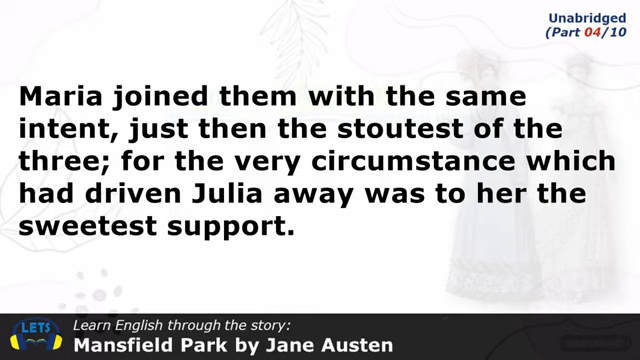 Unabridged
(Part 04/10
Maria joined them with the same
intent, just then the stoutest of the
three; for the very circumstance which
had driven Julia away was to her the
sweetest support.
LETS
Learn English through the story:
Mansfield Park by Jane Austen